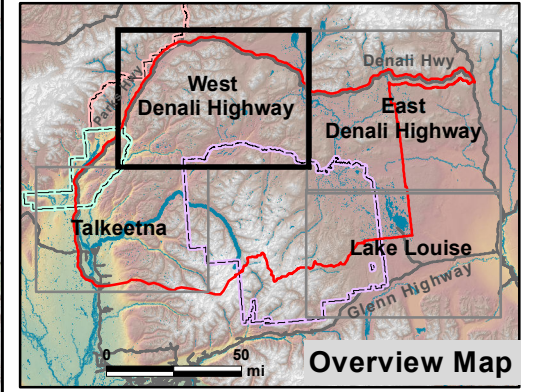 Denali Hwy
Parks Hwy
West
Denali Highway
East
Denali Highway
Talkeetna
Lake Louise
Glenn Highway
0 50
mi
Overview Map